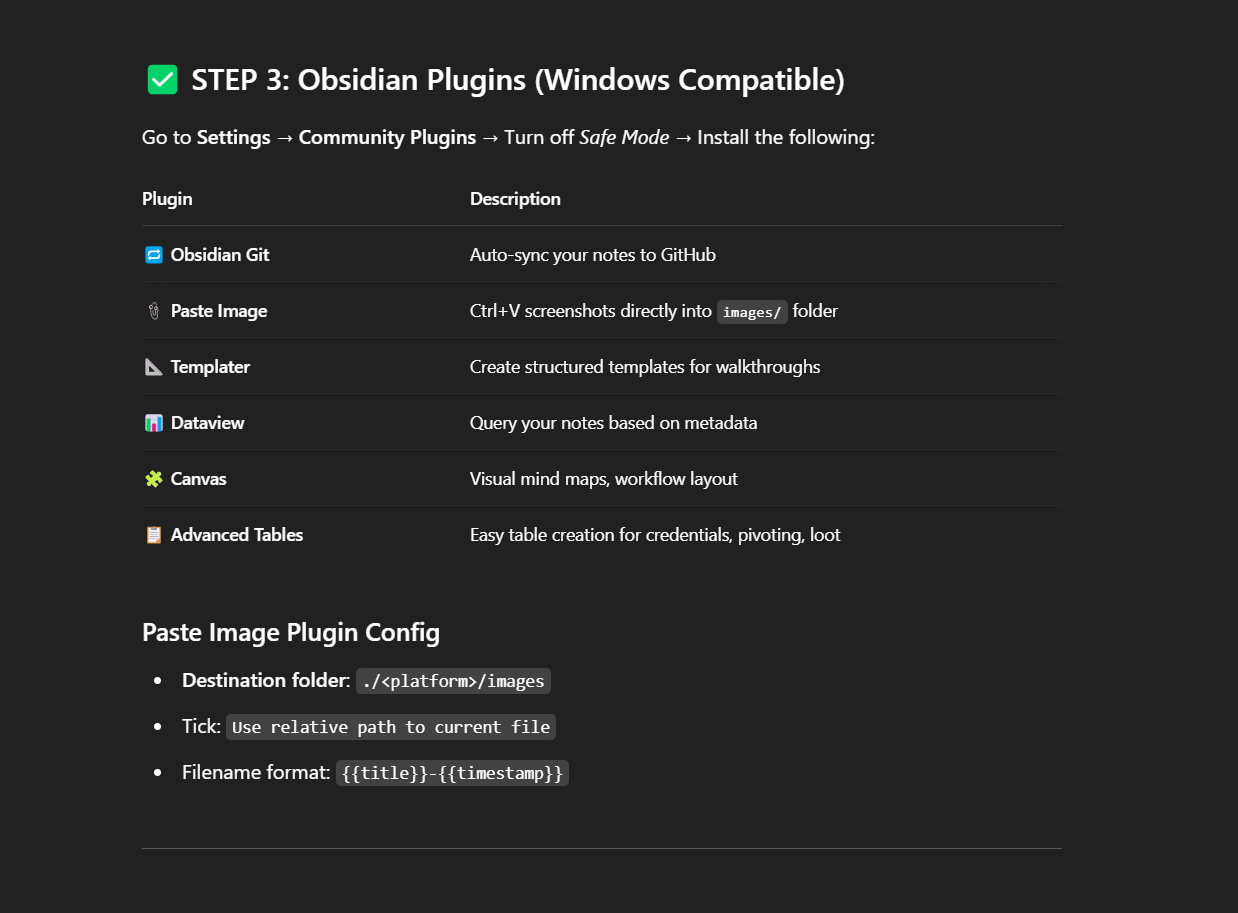 ✅ STEP 3: Obsidian Plugins (Windows Compatible)
Go to Settings → Community Plugins → Turn off Safe Mode → Install the following:
Plugin Description
🔁 Obsidian Git Auto-sync your notes to GitHub
🖇 Paste Image Ctrl+V screenshots directly into images/ folder
📐 Templater Create structured templates for walkthroughs
📊 Dataview Query your notes based on metadata
🧩 Canvas Visual mind maps, workflow layout
📋 Advanced Tables Easy table creation for credentials, pivoting, loot
Paste Image Plugin Config
• Destination folder: ./<platform>/images
• Tick: Use relative path to current file
• Filename format: {{title}}-{{timestamp}}